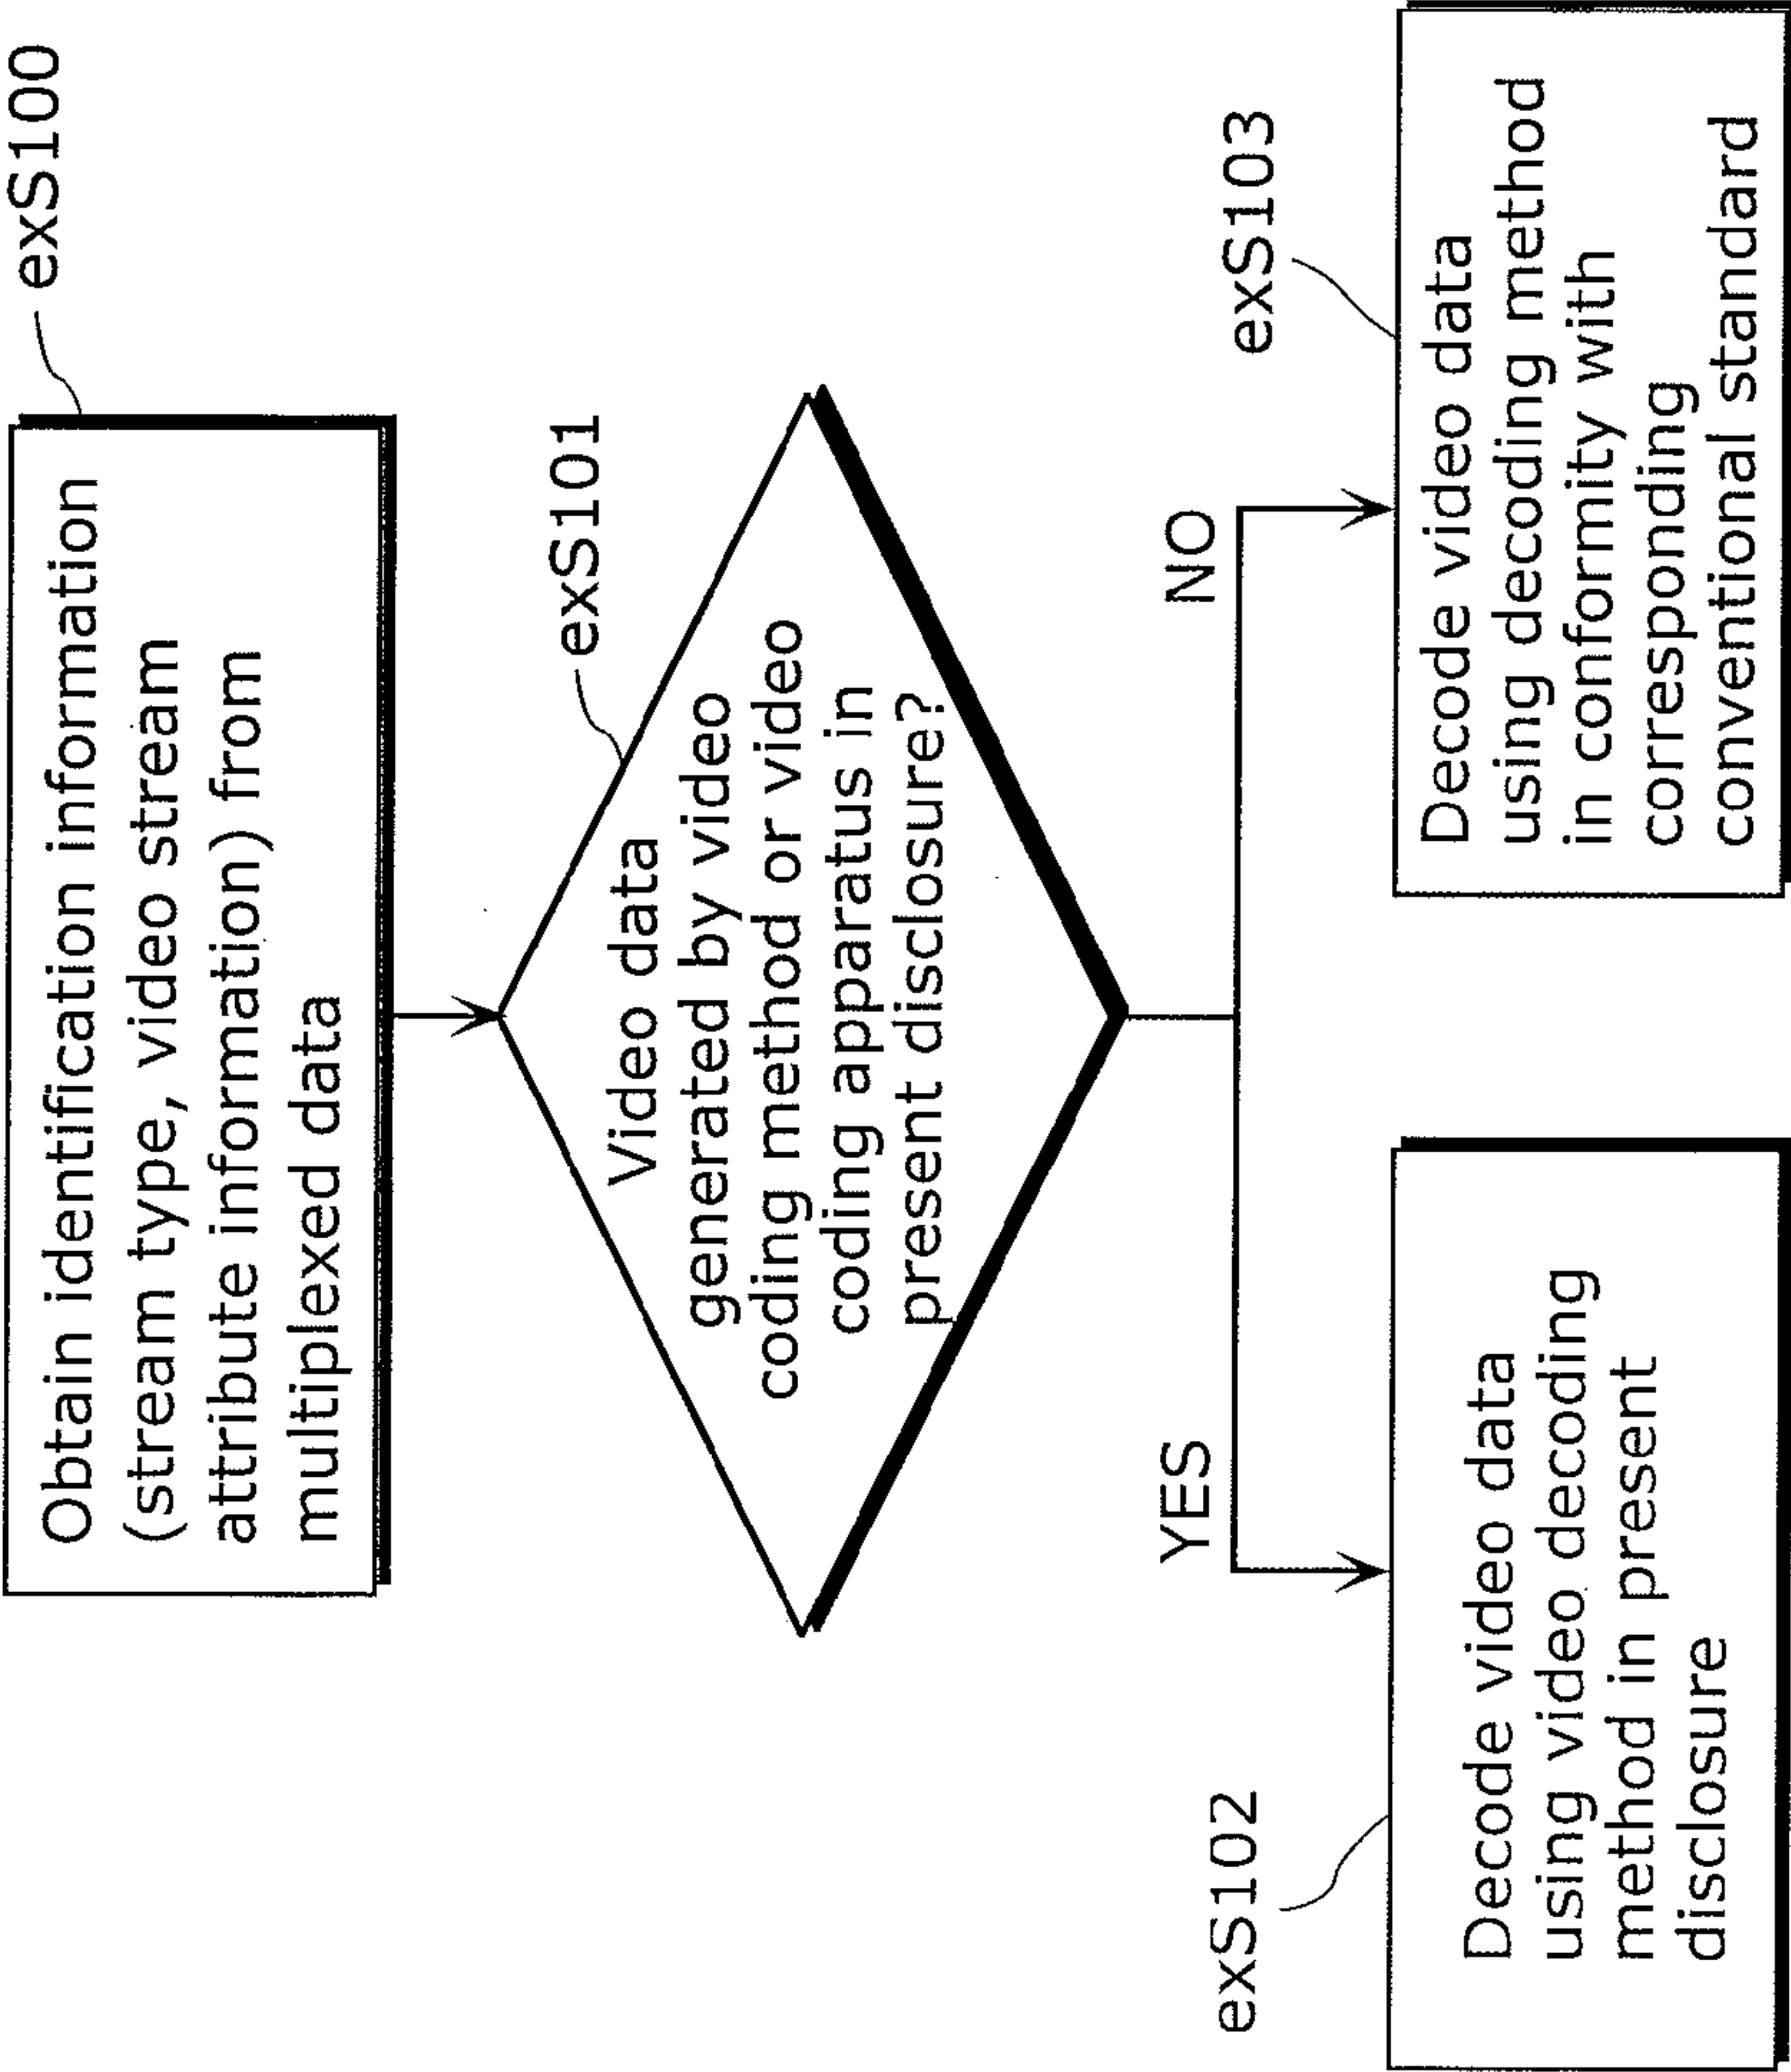 exS100
Obtain identification information
(stream type, video stream
attribute information) from
multiplexed data
exS101
Video data
generated by video
coding method or video
coding apparatus in
present disclosure?
YES
NO
exS102
Decode video data
using video decoding
method in present
disclosure
exS103
Decode video data
using decoding method
in conformity with
corresponding
conventional standard